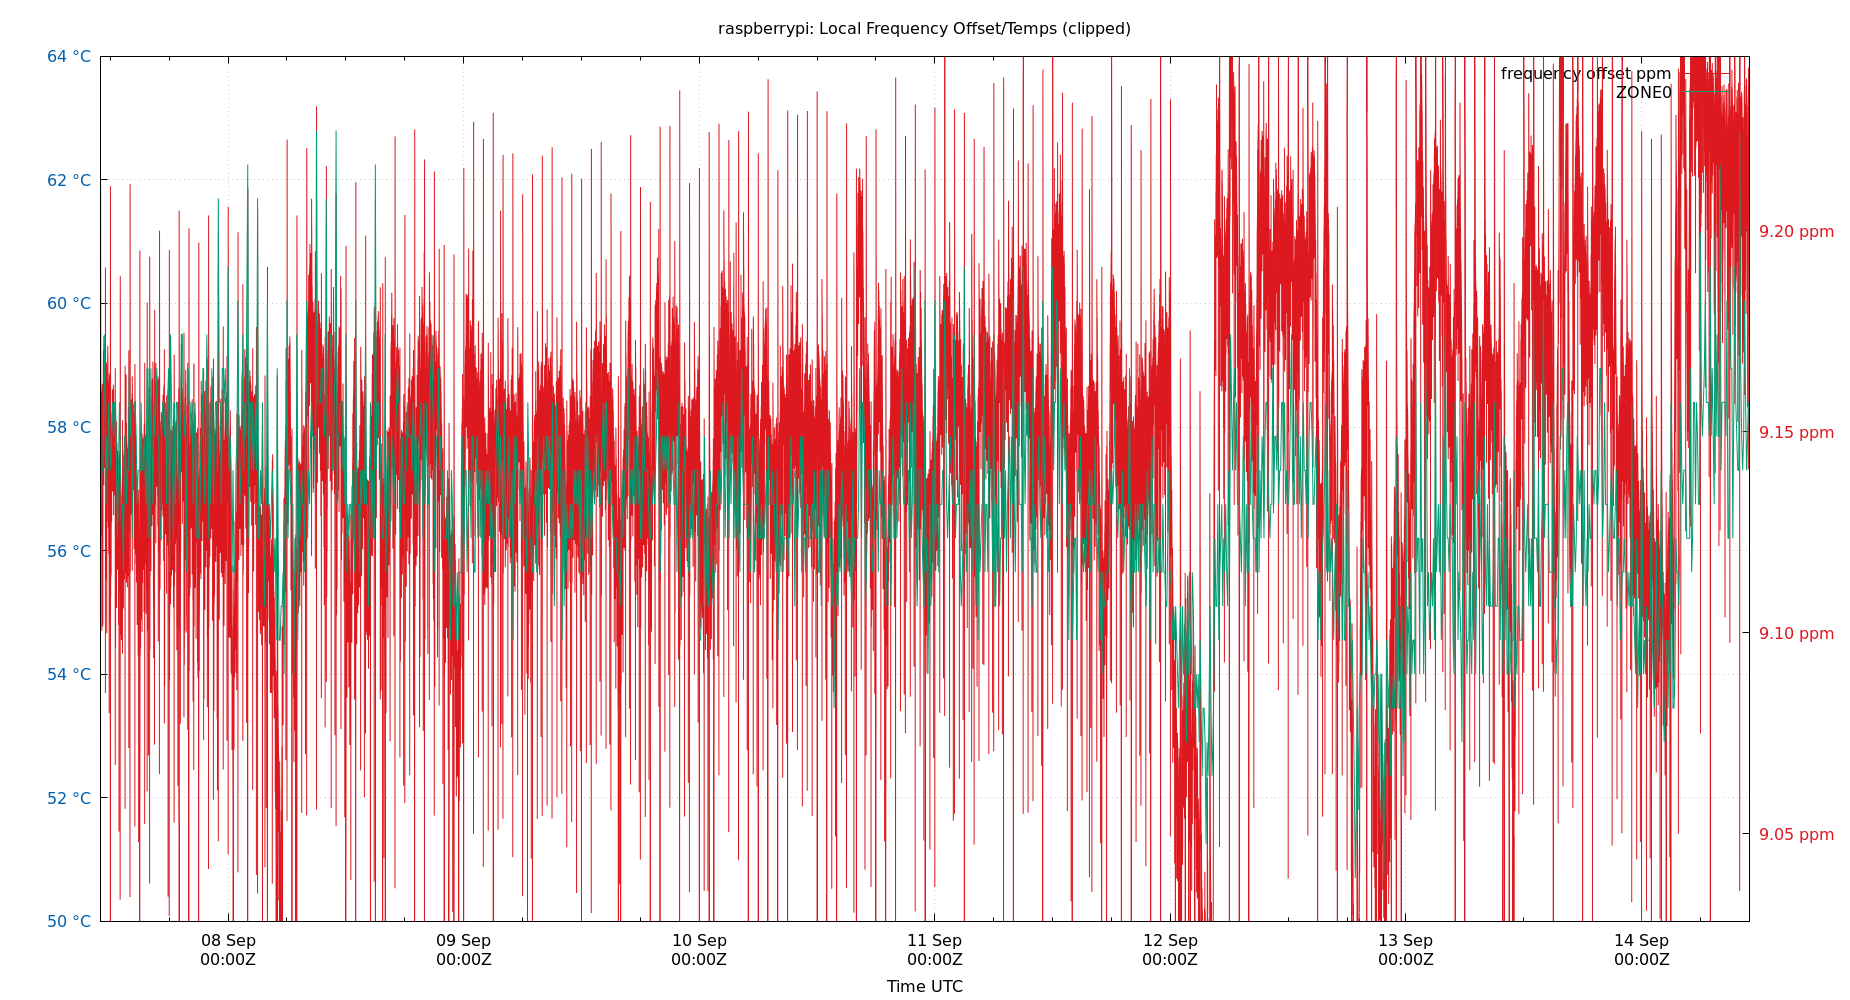 raspberrypi: Local Frequency Offset/Temps (clipped)
64 °C
62 °C
60 °C
58 °C
56 °C
54 °C
52 °C
50 °C
frequency offset ppm
ZONE0
9.20 ppm
9.15 ppm
9.10 ppm
9.05 ppm
08 Sep
00:00Z
09 Sep
00:00Z
10 Sep
00:00Z
11 Sep
00:00Z
12 Sep
00:00Z
13 Sep
00:00Z
14 Sep
00:00Z
Time UTC